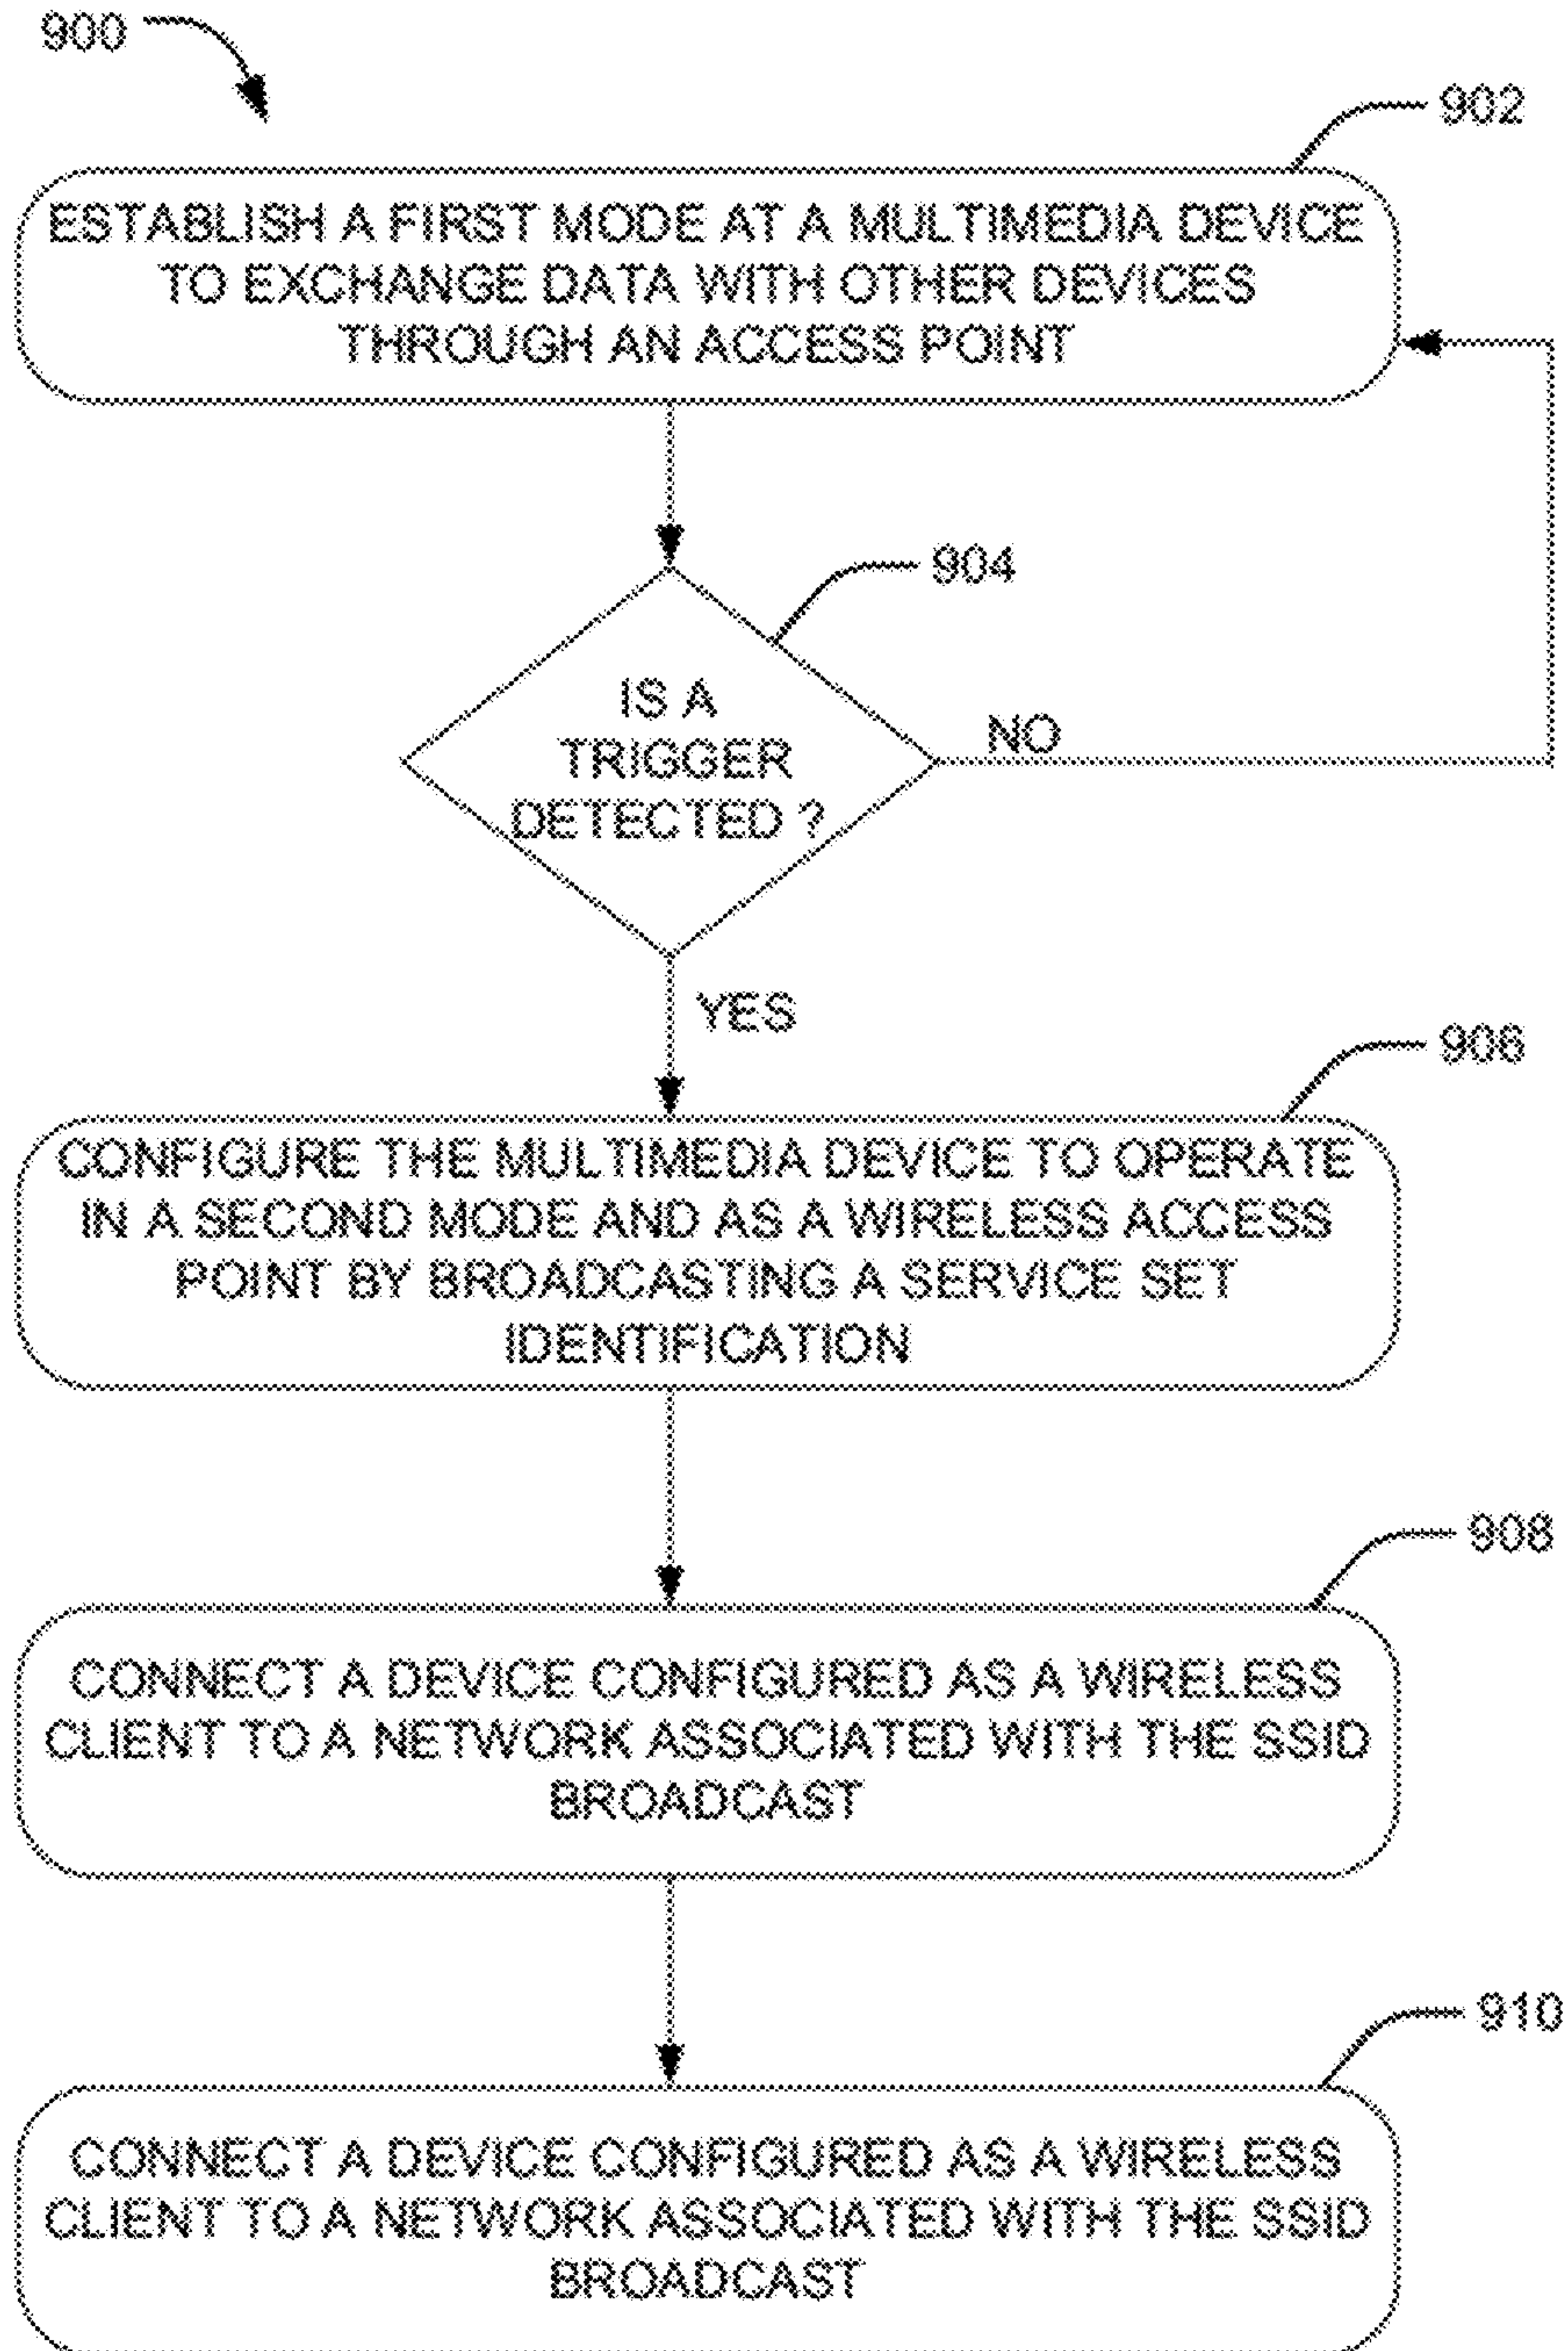 900
902
ESTABLISH A FIRST MODE AT A MULTIMEDIA DEVICE
TO EXCHANGE DATA WITH OTHER DEVICES
THROUGH AN ACCESS POINT
904
IS A
TRIGGER
DETECTED ?
NO
YES
906
CONFIGURE THE MULTIMEDIA DEVICE TO OPERATE
IN A SECOND MODE AND AS A WIRELESS ACCESS
POINT BY BROADCASTING A SERVICE SET
IDENTIFICATION
908
CONNECT A DEVICE CONFIGURED AS A WIRELESS
CLIENT TO A NETWORK ASSOCIATED WITH THE SSID
BROADCAST
910
CONNECT A DEVICE CONFIGURED AS A WIRELESS
CLIENT TO A NETWORK ASSOCIATED WITH THE SSID
BROADCAST